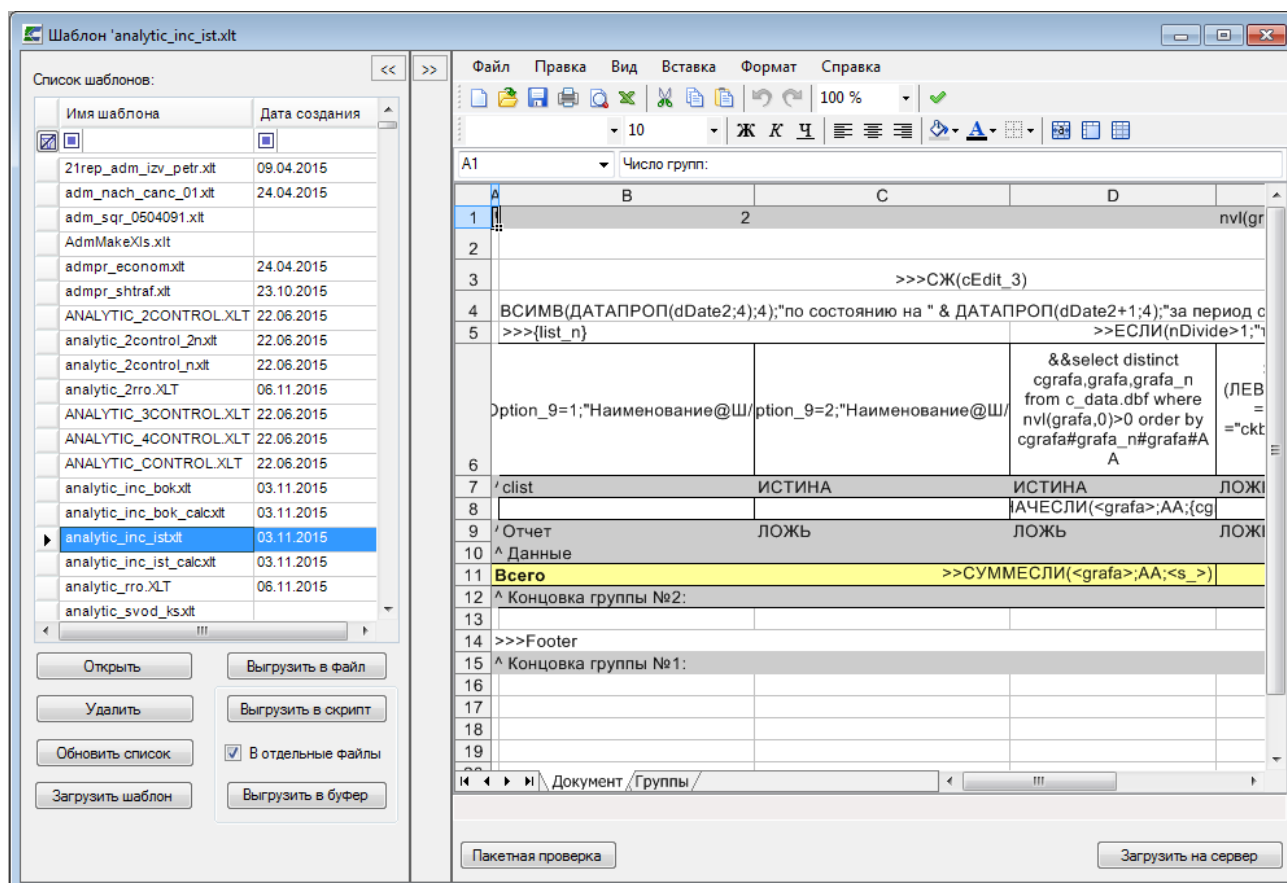 Шаблон 'analytic_inc_ist.xlt
Список шаблонов:
<<
>>
Имя шаблона Дата создания
21rep_adm_izv_petr.xlt 09.04.2015
adm_nach_canc_01.xlt 24.04.2015
adm_sqr_0504091.xlt
AdmMakeXls.xlt
admpr_econom.xlt 24.04.2015
admpr_shtraf.xlt 23.10.2015
ANALYTIC_2CONTROL.XLT 22.06.2015
analytic_2control_2n.xlt 22.06.2015
analytic_2control_n.xlt 22.06.2015
analytic_2rro.XLT 06.11.2015
ANALYTIC_3CONTROL.XLT 22.06.2015
ANALYTIC_4CONTROL.XLT 22.06.2015
ANALYTIC_CONTROL.XLT 22.06.2015
analytic_inc_bok.xlt 03.11.2015
analytic_inc_bok_calc.xlt 03.11.2015
analytic_inc_ist.xlt 03.11.2015
analytic_inc_ist_calc.xlt 03.11.2015
analytic_rro.XLT 06.11.2015
analytic_svod_ks.xlt
Открыть Выгрузить в файл
Удалить Выгрузить в скрипт
Обновить список В отдельные файлы
Загрузить шаблон Выгрузить в буфер
Файл Правка Вид Вставка Формат Справка
100 %
10 Ж К Ч A
A1 Число групп:
A B C D
1 2 nvl(gr
2
3 >>>СЖ(cEdit_3)
4 ВСИМВ(ДАТАПРОП(dDate2;4);4);"по состоянию на " & ДАТАПРОП(dDate2+1;4);"за период с
5 >>>{list_n} >>ЕСЛИ(nDivide>1;"т
&&select distinct
cgrafa,grafa,grafa_n
from c_data.dbf where
nvl(grafa,0)>0 order by
cgrafa#grafa_n#grafa#A
A
(ЛЕВ
=
="ckb
Option_9=1;"Наименование@Ш/ption_9=2;"Наименование@Ш/
6
7 clist ИСТИНА ИСТИНА ЛОЖЬ
8 НАЧЕСЛИ(<grafa>;AA;{cg
9 Отчет ЛОЖЬ ЛОЖЬ ЛОЖЬ
10 ^ Данные
11 Всего >>СУММЕСЛИ(<grafa>;AA;<s_>)
12 ^ Концовка группы №2:
13
14 >>>Footer
15 ^ Концовка группы №1:
16
17
18
19
Документ Группы
Пакетная проверка Загрузить на сервер